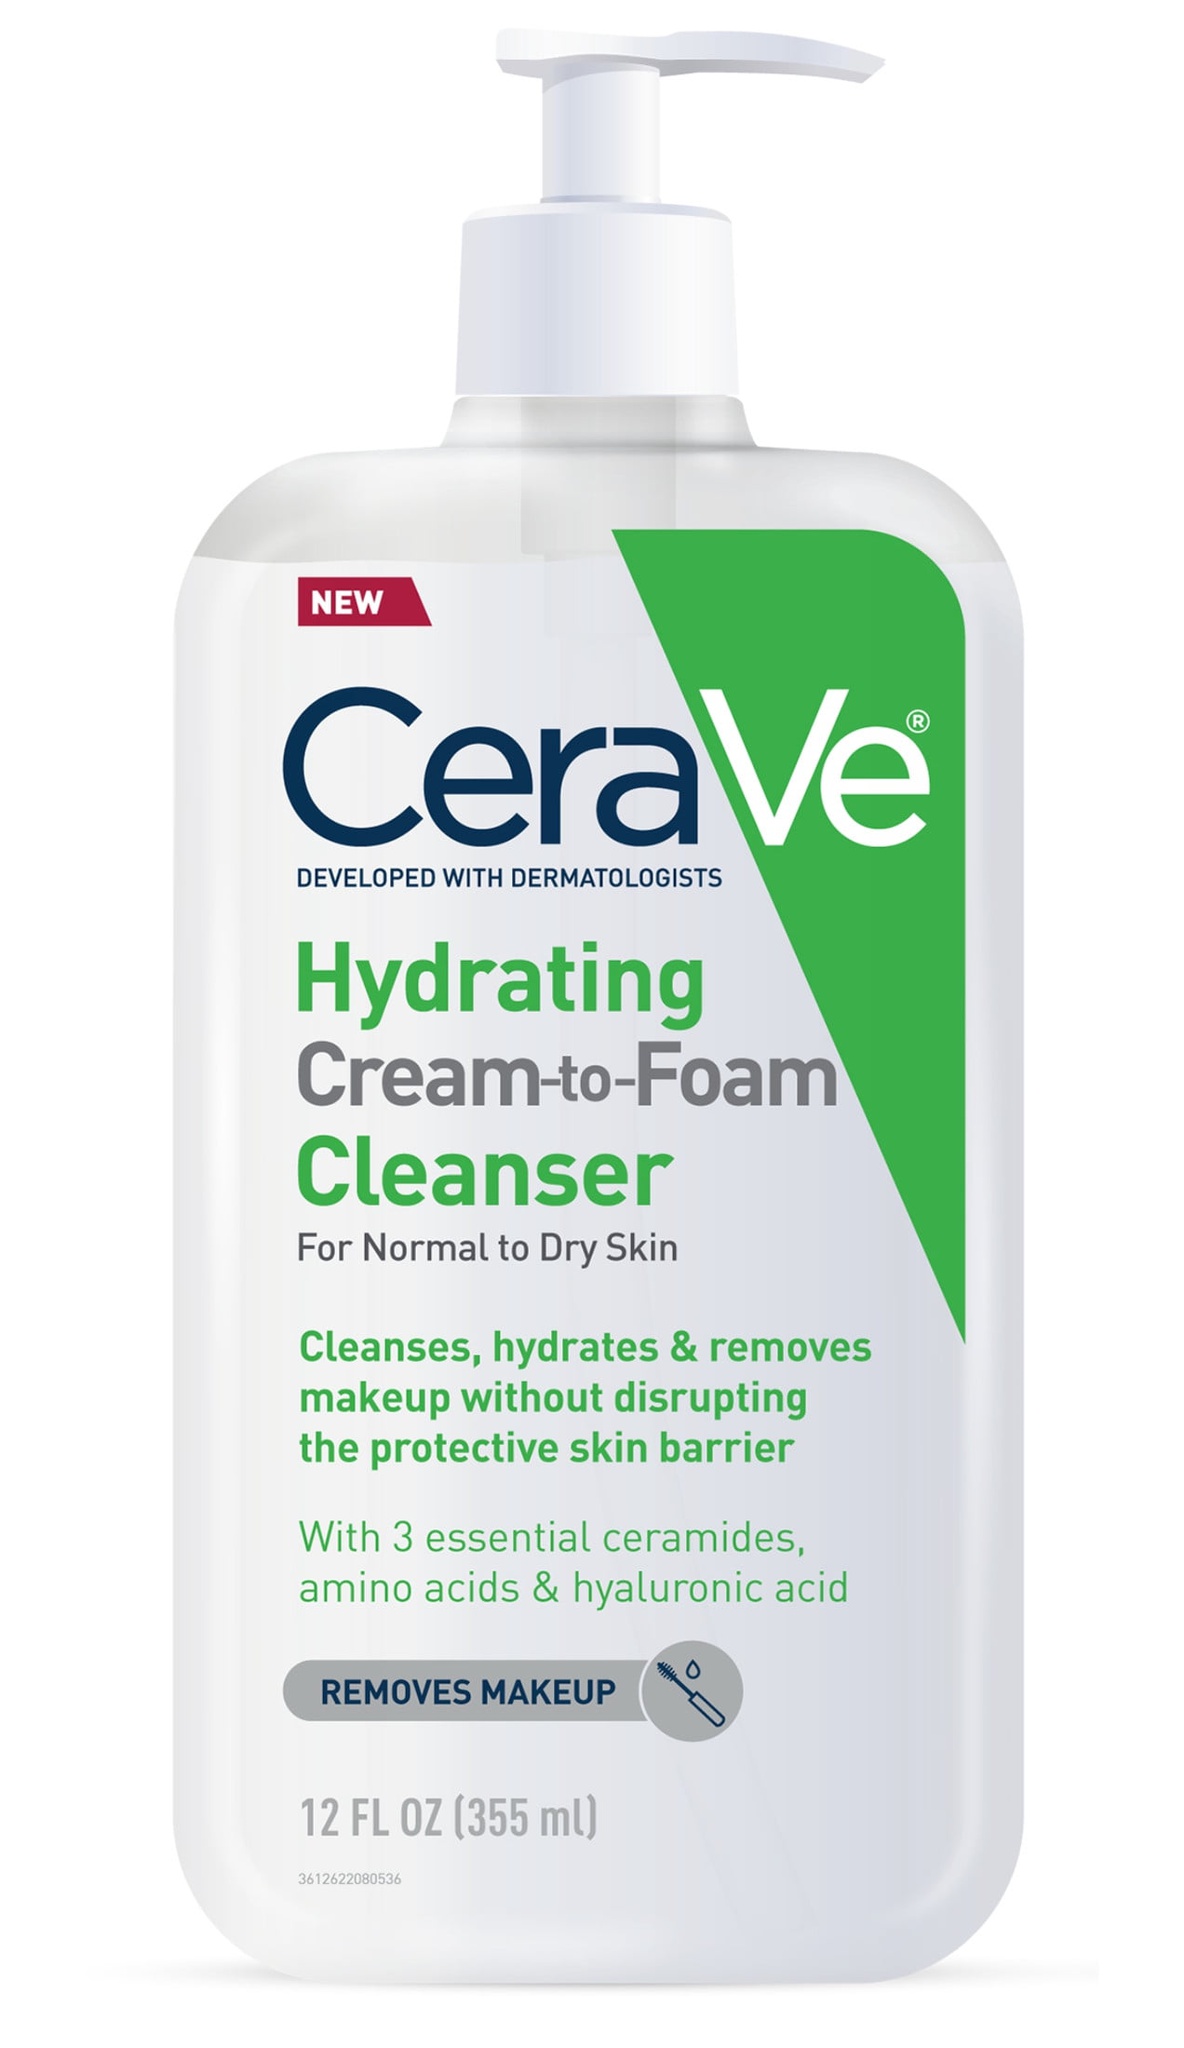 NEW
CeraVe®
DEVELOPED WITH DERMATOLOGISTS
Hydrating
Cream-to-Foam
Cleanser
For Normal to Dry Skin
Cleanses, hydrates & removes
makeup without disrupting
the protective skin barrier
With 3 essential ceramides,
amino acids & hyaluronic acid
REMOVES MAKEUP
12 FL OZ (355 ml)
3612622080536